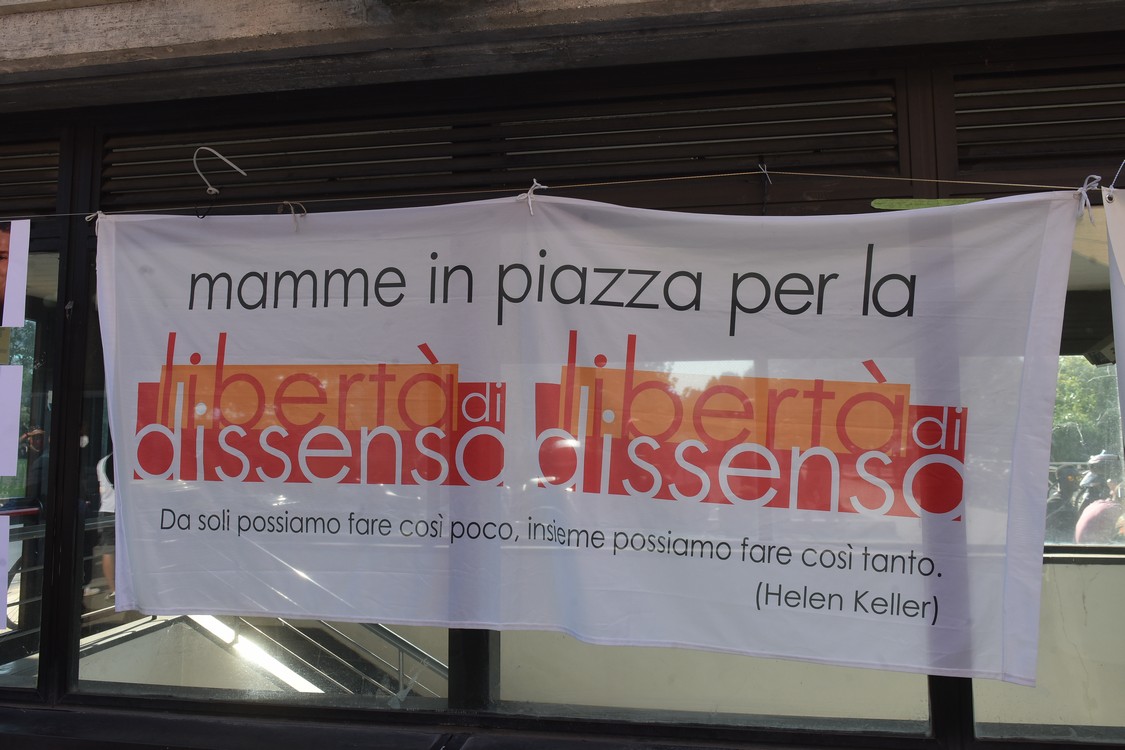 mamme in piazza per la
libertà di dissenso libertà di dissenso
Da soli possiamo fare così poco, insieme possiamo fare così tanto.
(Helen Keller)